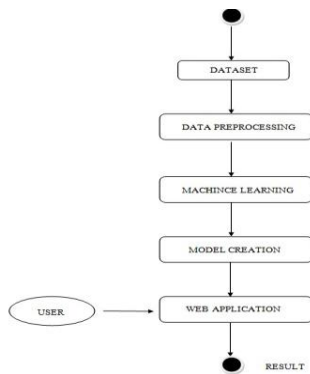 DATASET
DATA PREPROCESSING
MACHINCE LEARNING
MODEL CREATION
USER
WEB APPLICATION
RESULT